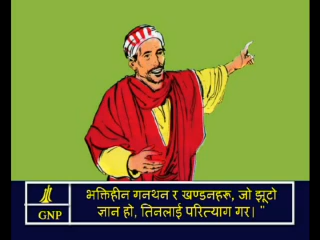 भक्तिहीन गनथन र खण्डनहरू, जो झूटो
ज्ञान हो, तिनलाई परित्याग गर। "
GNP